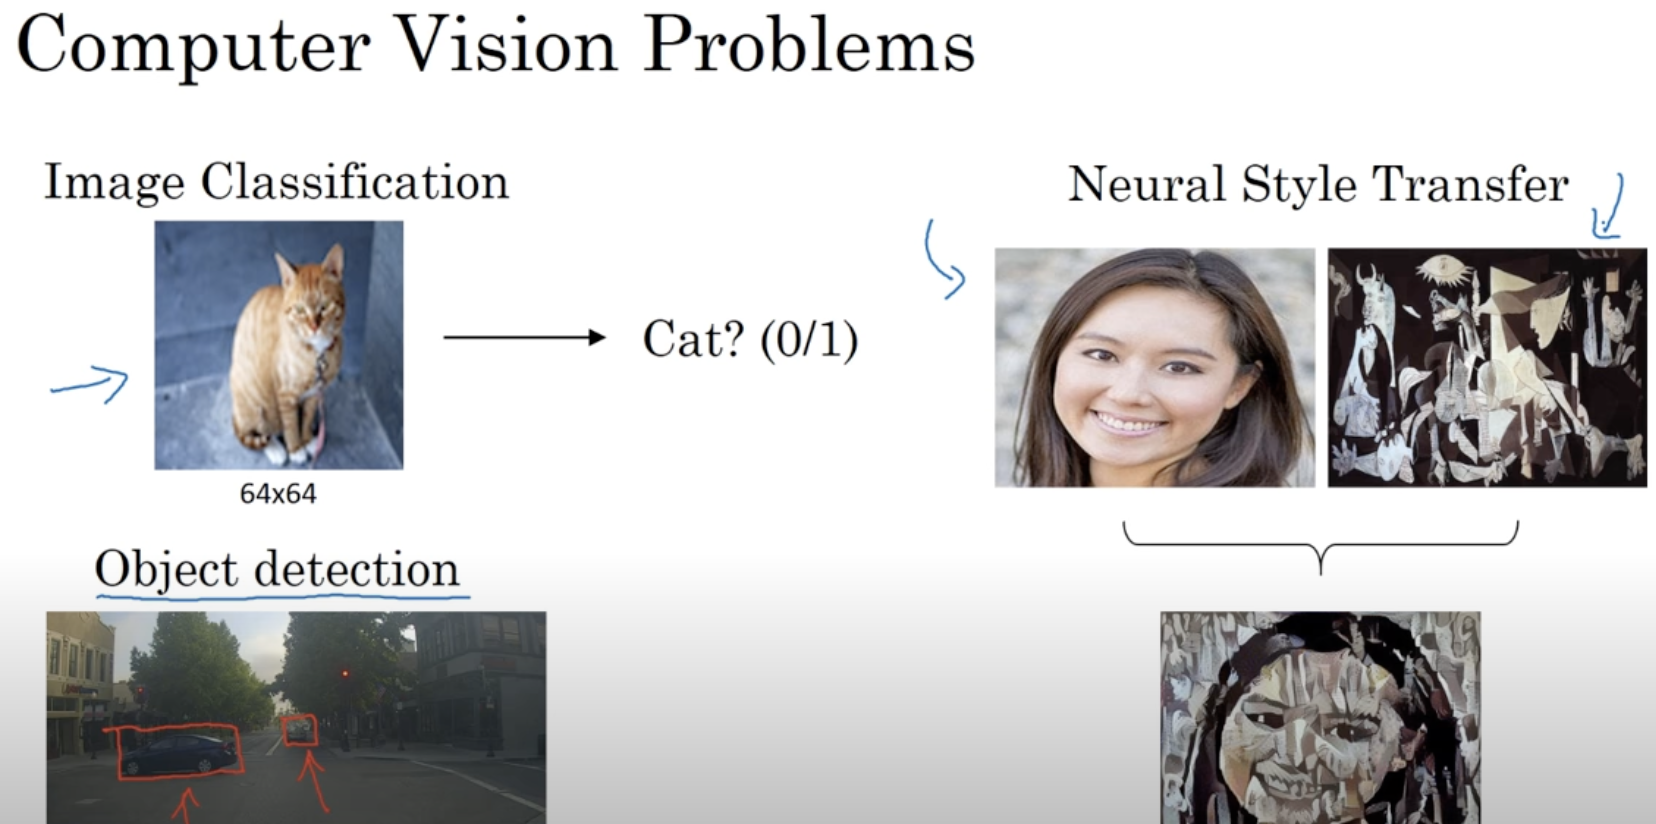 Computer Vision Problems
Image Classification
Cat? (0/1)
64x64
Neural Style Transfer
Object detection